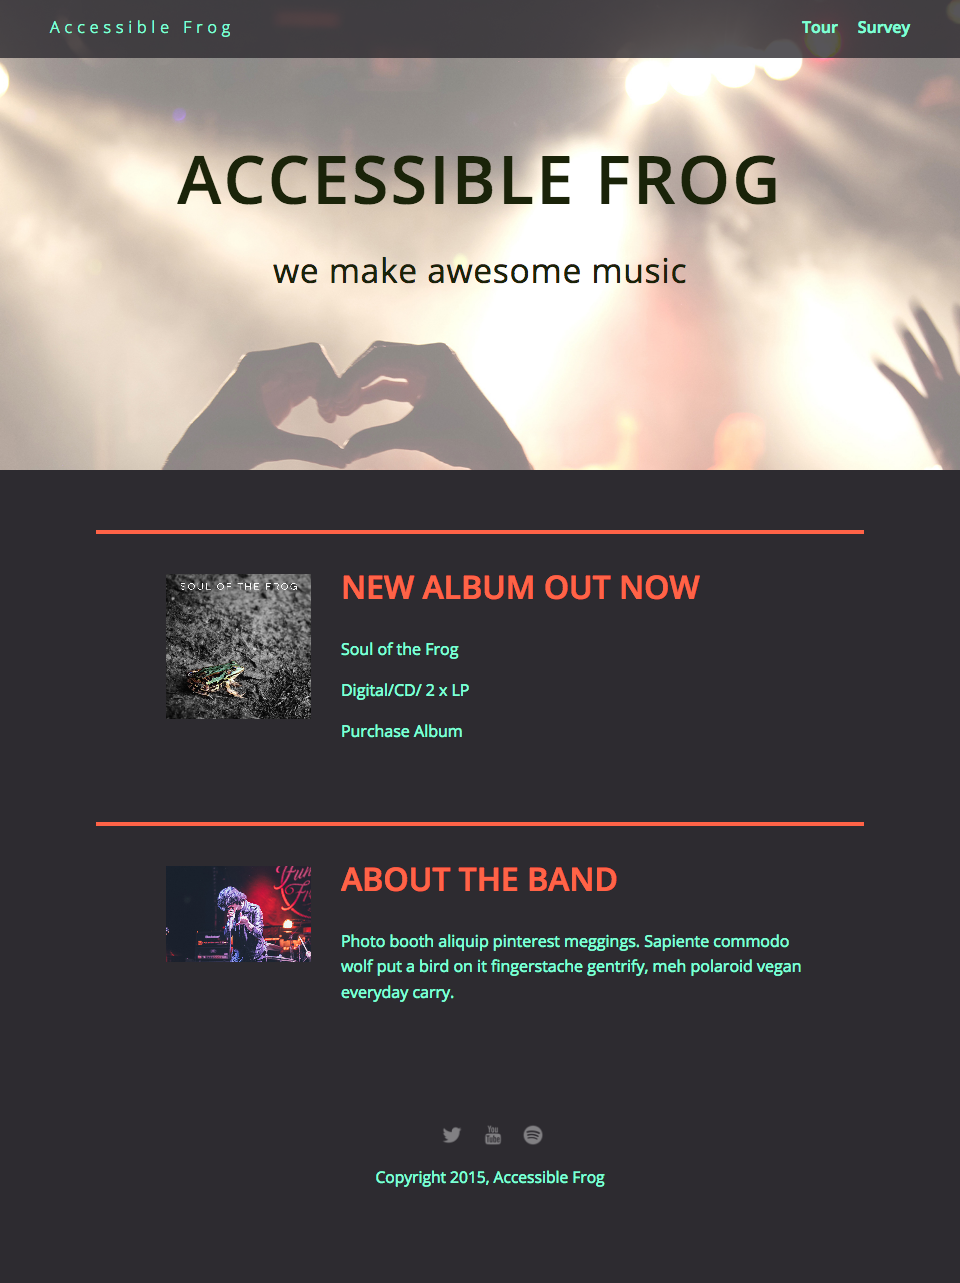 Accessible Frog
Tour Survey
ACCESSIBLE FROG
we make awesome music
SOUL OF THE FROG
NEW ALBUM OUT NOW
Soul of the Frog
Digital/CD/ 2 x LP
Purchase Album
ABOUT THE BAND
Photo booth aliquip pinterest meggings. Sapiente commodo
wolf put a bird on it fingerstache gentrify, meh polaroid vegan
everyday carry.
You Tube
Copyright 2015, Accessible Frog